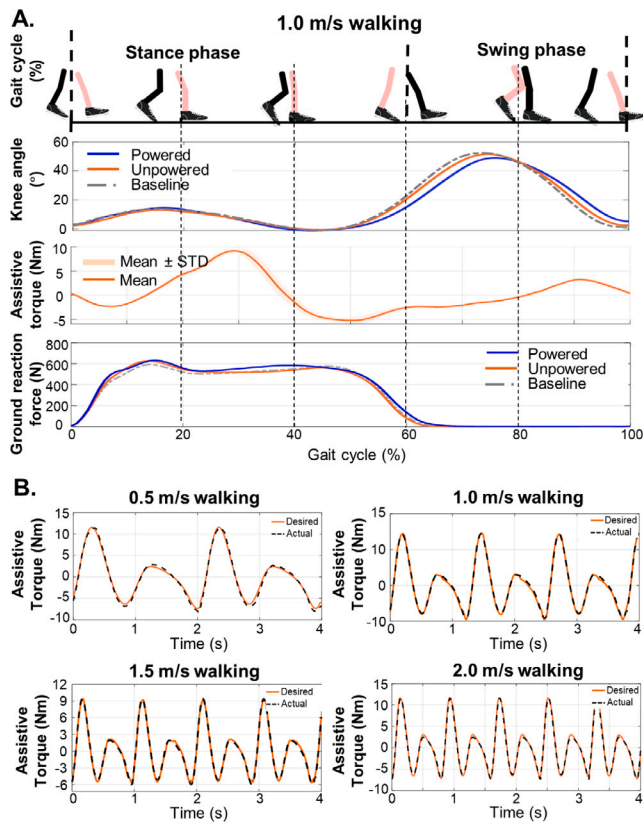 A.
1.0 m/s walking
Gait cycle
(%)
Stance phase
Swing phase
Knee angle
(°)
60
40
20
0
Powered
Unpowered
Baseline
Assistive
torque (Nm)
10
5
0
-5
Mean ± STD
Mean
Ground reaction
force (N)
800
600
400
200
0
Powered
Unpowered
Baseline
0 20 40 60 80 100
Gait cycle (%)
B.
0.5 m/s walking
Assistive
Torque (Nm)
15
10
5
0
-5
-10
Desired
Actual
0 1 2 3 4
Time (s)
1.0 m/s walking
Assistive
Torque (Nm)
15
10
5
0
-5
-10
Desired
Actual
0 1 2 3 4
Time (s)
1.5 m/s walking
Assistive
Torque (Nm)
12
9
6
3
0
-3
-6
Desired
Actual
0 1 2 3 4
Time (s)
2.0 m/s walking
Assistive
Torque (Nm)
15
10
5
0
-5
-10
Desired
Actual
0 1 2 3 4
Time (s)